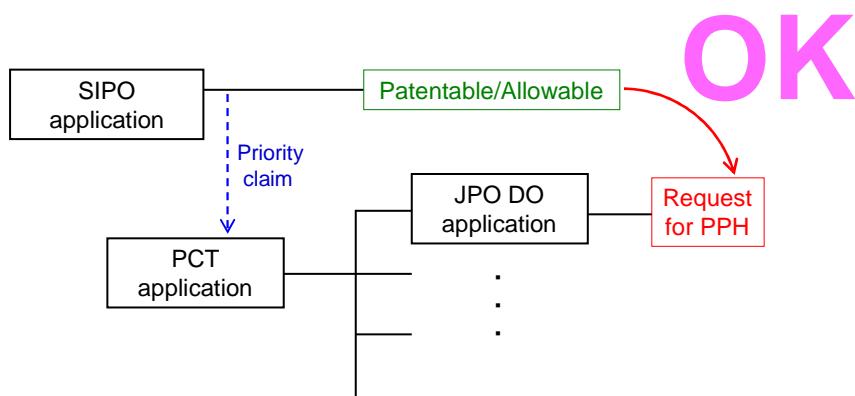 OK
SIPO
application
Patentable/Allowable
Priority
claim
JPO DO
application
Request
for PPH
PCT
application